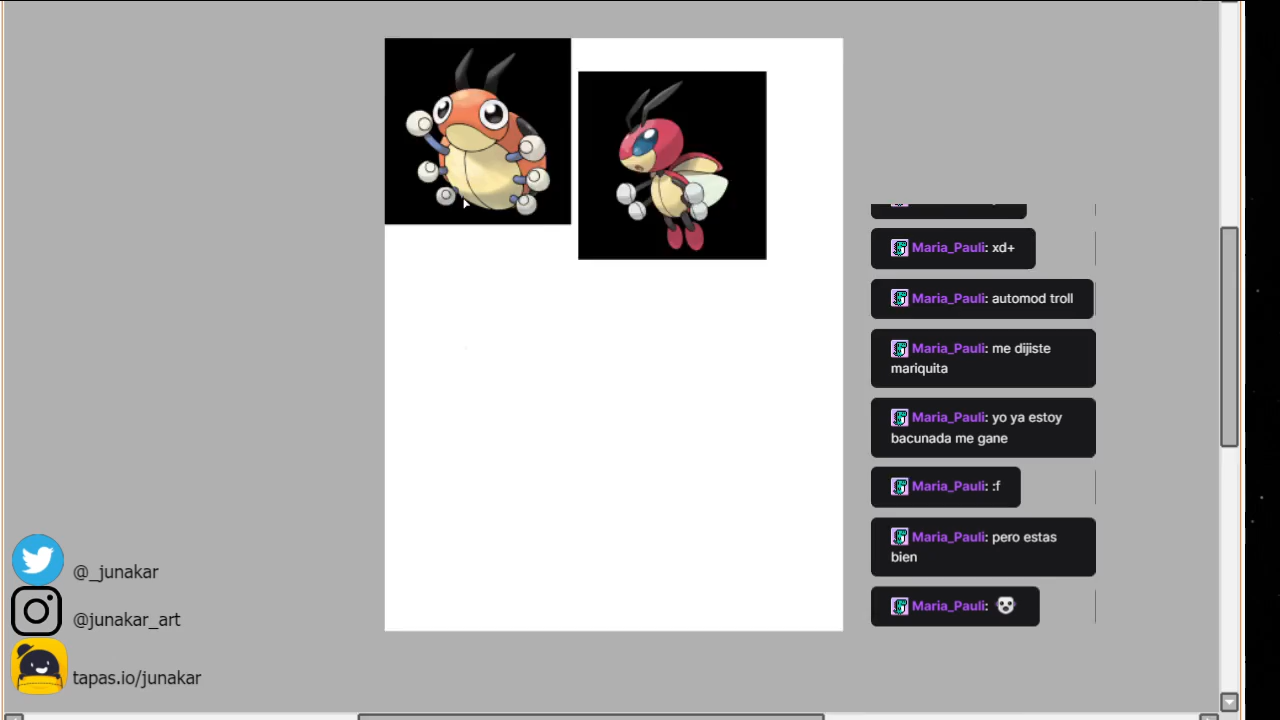 Maria_Pauli: xd+
Maria_Pauli: automod troll
Maria_Pauli: me dijiste
mariquita
Maria_Pauli: yo ya estoy
bacunada me gane
Maria_Pauli: :f
Maria_Pauli: pero estas
bien
Maria_Pauli:
@_junakar
@junakar_art
tapas.io/junakar